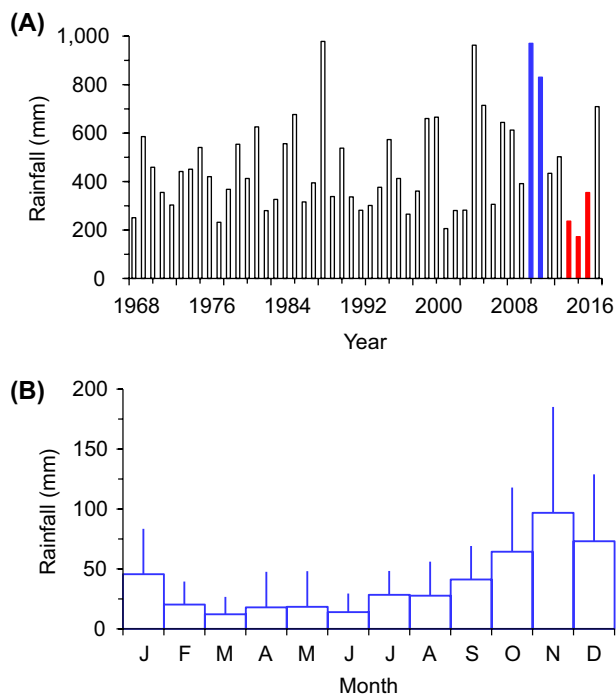 (A)
Rainfall (mm)
1,000
800
600
400
200
0
1968 1976 1984 1992 2000 2008 2016
Year
(B)
Rainfall (mm)
200
150
100
50
0
J F M A M J J A S O N D
Month